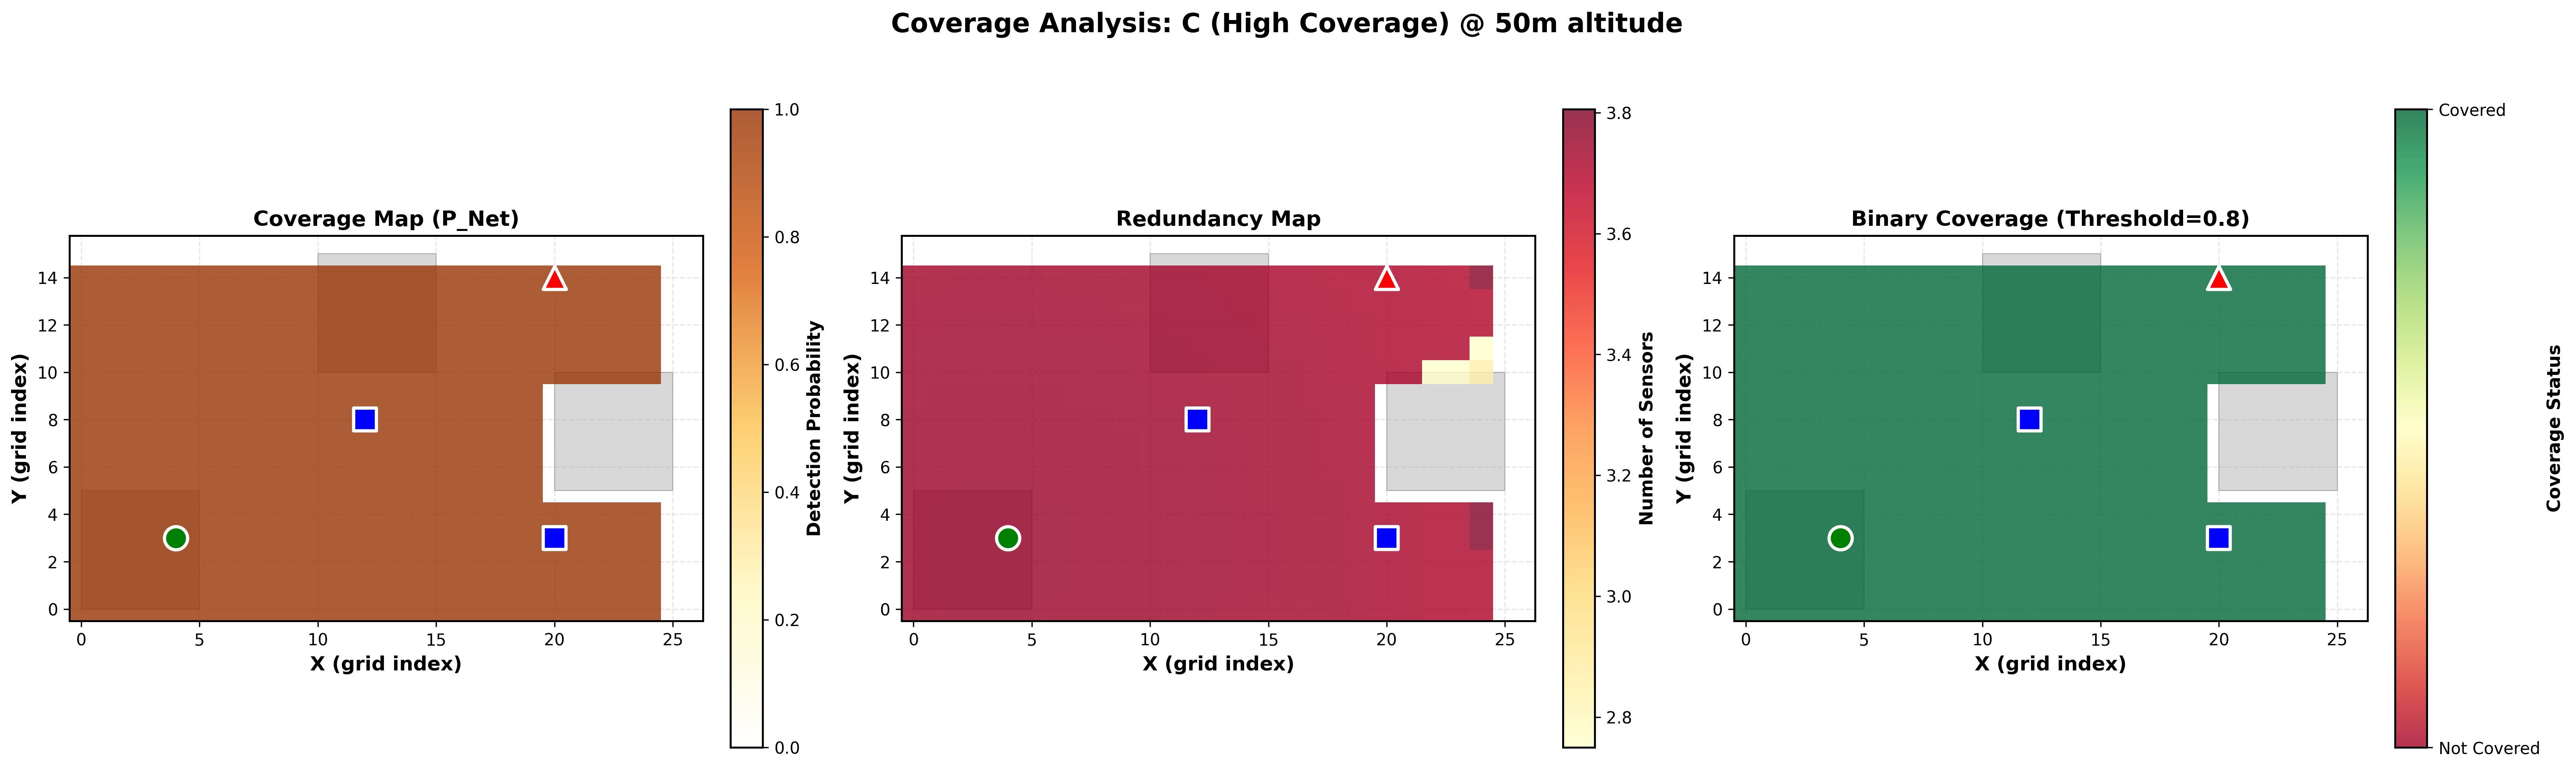 Coverage Analysis: C (High Coverage) @ 50m altitude
Coverage Map (P_Net)
Y (grid index)
14
12
10
8
6
4
2
0
0 5 10 15 20 25
X (grid index)
1.0
0.8
0.6
0.4
0.2
0.0
Detection Probability
Redundancy Map
Y (grid index)
14
12
10
8
6
4
2
0
0 5 10 15 20 25
X (grid index)
3.8
3.6
3.4
3.2
3.0
2.8
Number of Sensors
Binary Coverage (Threshold=0.8)
Y (grid index)
14
12
10
8
6
4
2
0
0 5 10 15 20 25
X (grid index)
Covered
Not Covered
Coverage Status